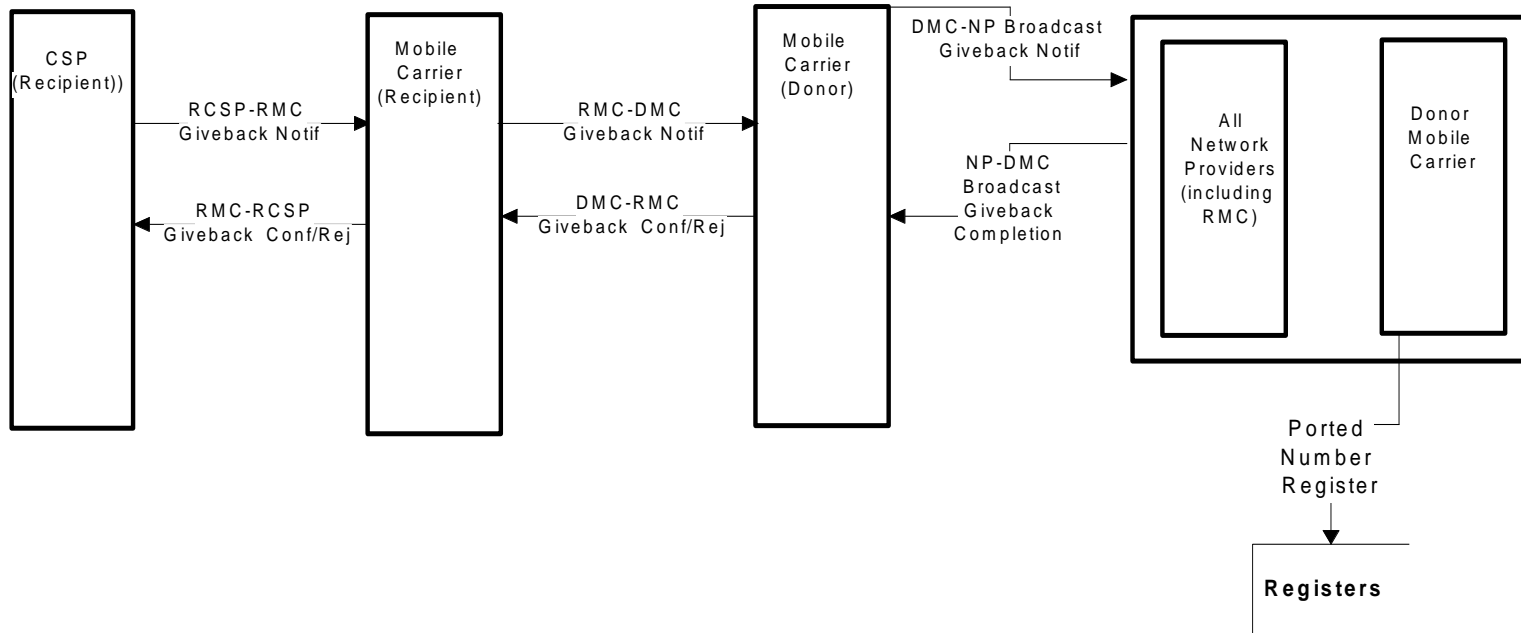 CSP
(Recipient))
RCSP-RMC
Giveback Notif
RMC-RCSP
Giveback Conf/Rej
Mobile
Carrier
(Recipient)
RMC-DMC
Giveback Notif
DMC-RMC
Giveback Conf/Rej
Mobile
Carrier
(Donor)
DMC-NP Broadcast
Giveback Notif
NP-DMC
Broadcast
Giveback
Completion
All
Network
Providers
(including
RMC)
Donor
Mobile
Carrier
Ported
Number
Register
Registers